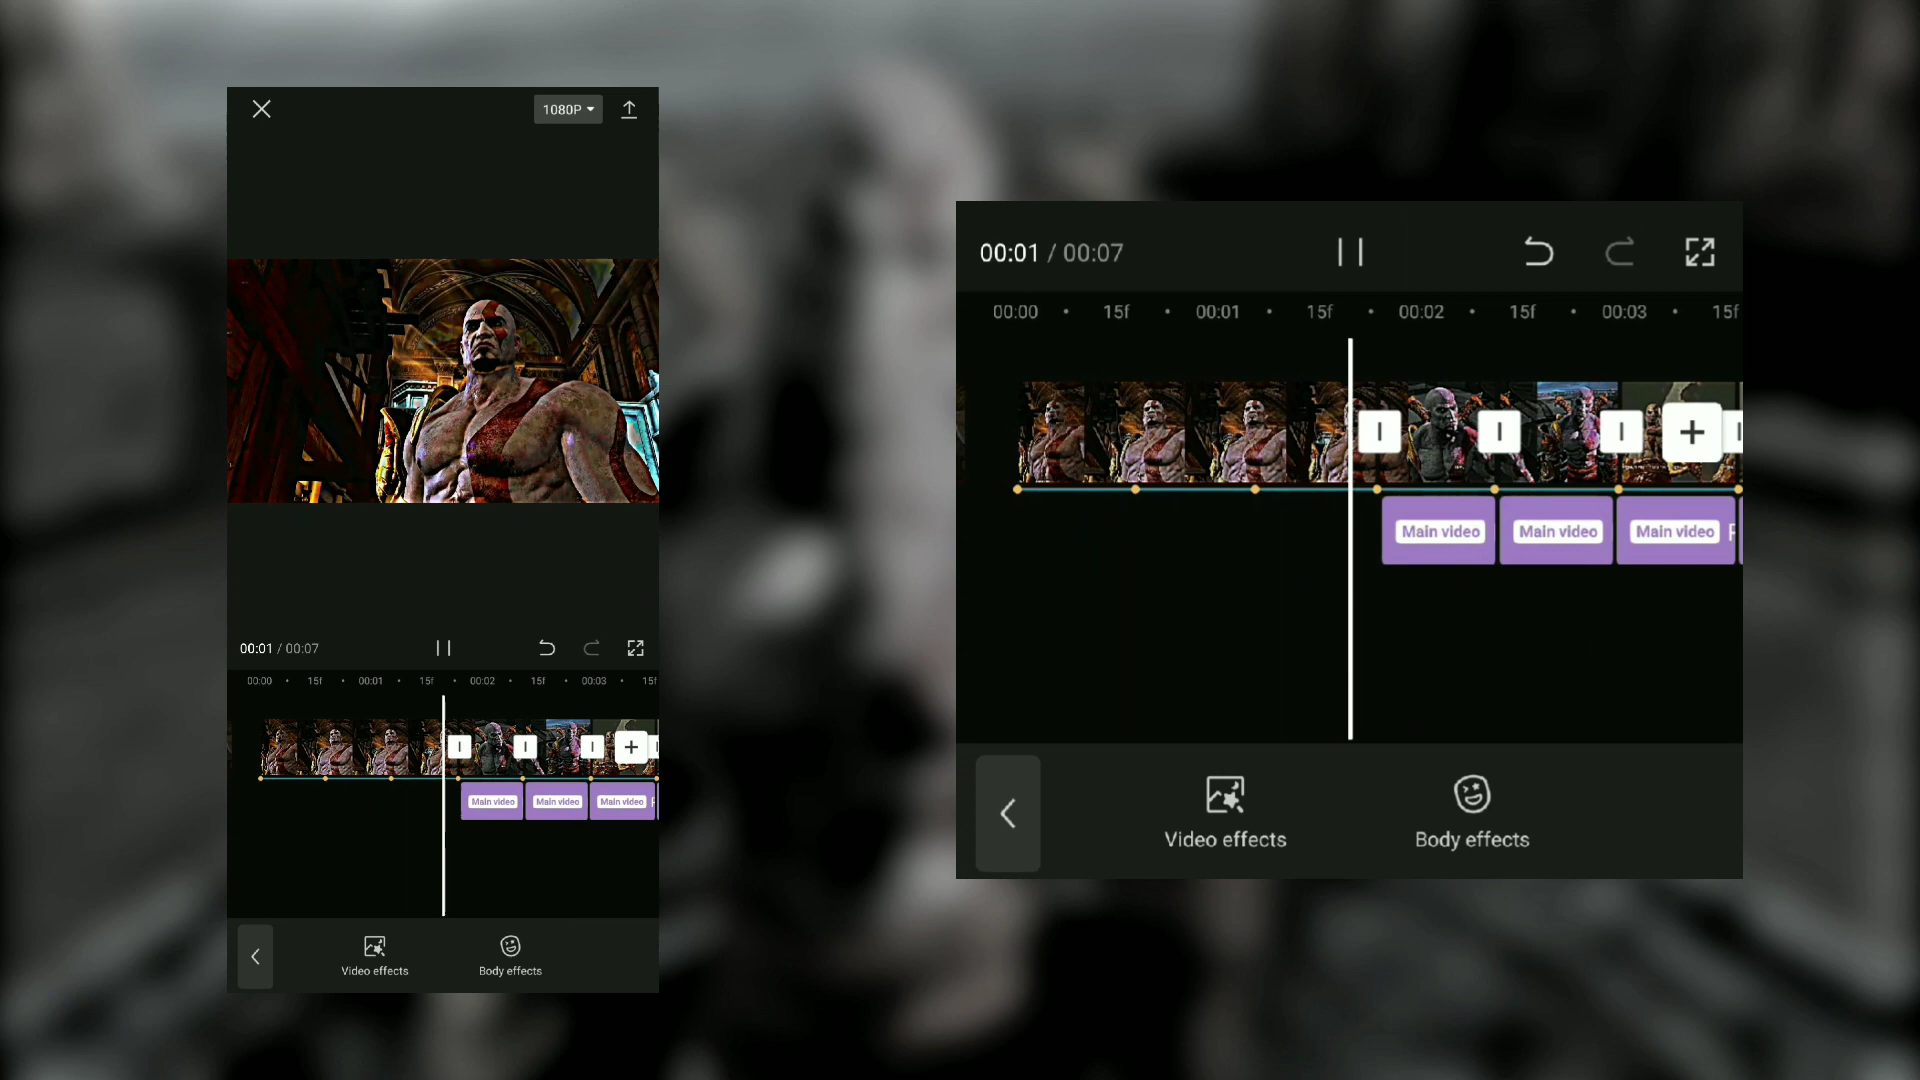 1080P
00:01 / 00:07
00:00 15f 00:01 15f 00:02 15f 00:03 15f
Main video Main video Main video
Video effects Body effects
00:01 / 00:07
00:00 15f 00:01 15f 00:02 15f 00:03 15f
Main video Main video Main video
Video effects Body effects